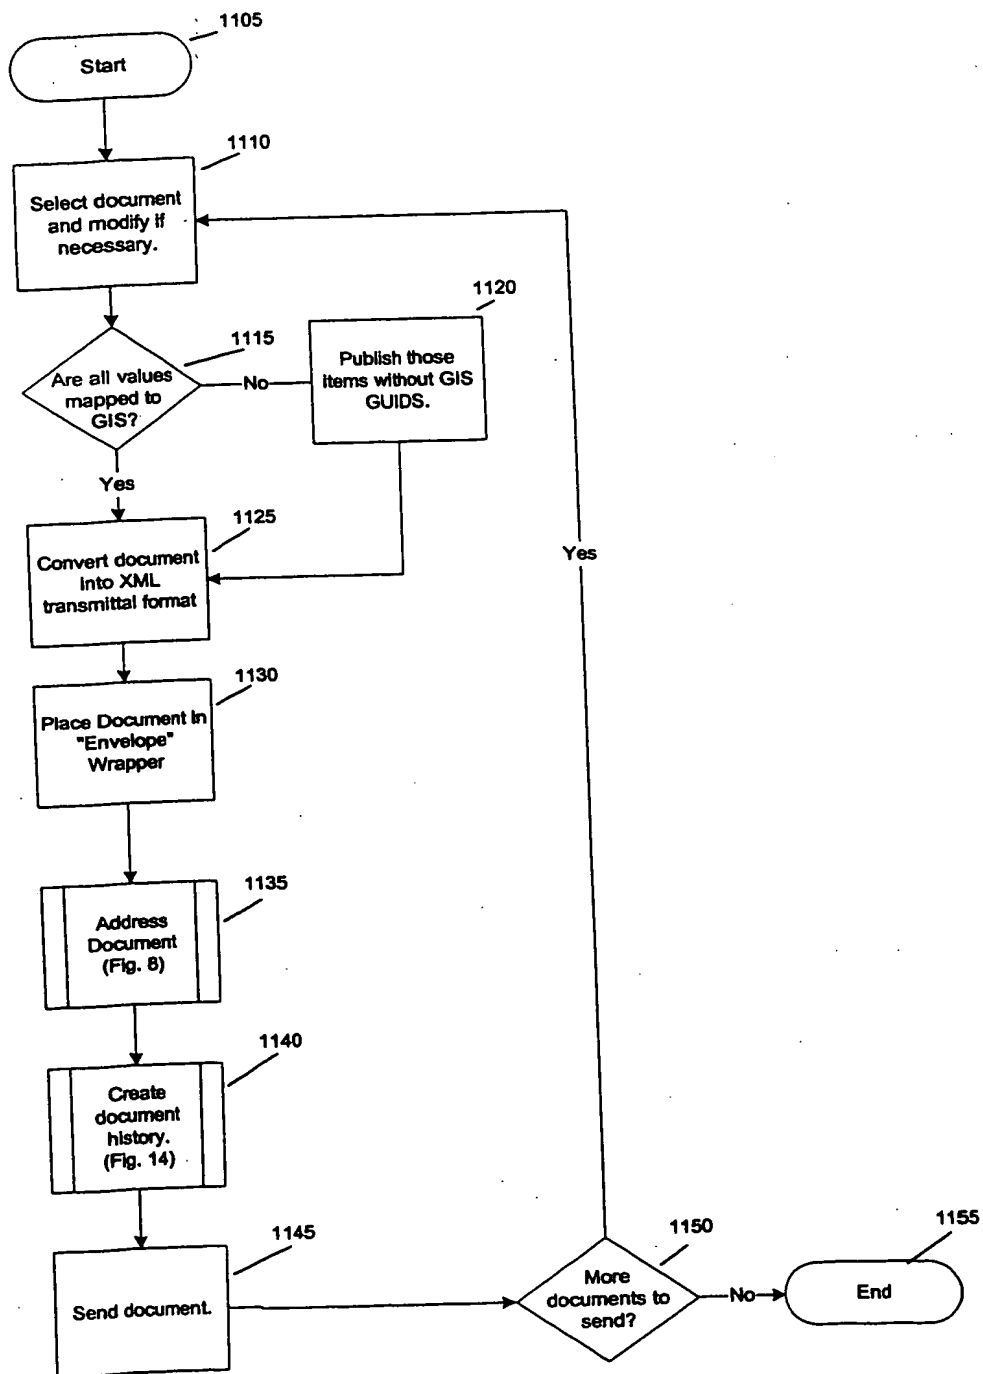 1105
Start
1110
Select document
and modify if
necessary.
1115
Are all values
mapped to
GIS?
No
1120
Publish those
items without GIS
GUIDS.
Yes
1125
Convert document
into XML
transmittal format
Yes
1130
Place Document in
"Envelope"
Wrapper
1135
Address
Document
(Fig. 8)
1140
Create
document
history.
(Fig. 14)
1145
Send document.
1150
More
documents to
send?
No
1155
End